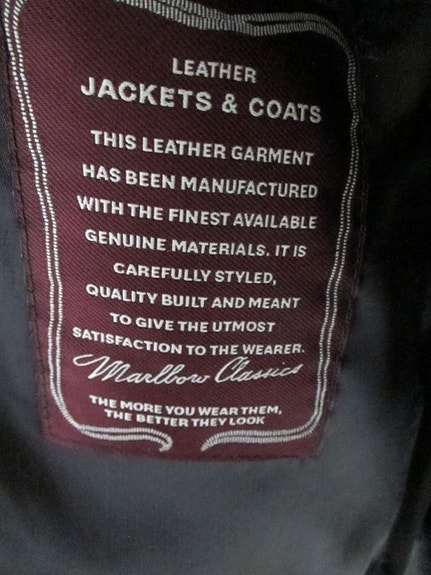 LEATHER
JACKETS & COATS
THIS LEATHER GARMENT
HAS BEEN MANUFACTURED
WITH THE FINEST AVAILABLE
GENUINE MATERIALS. IT IS
CAREFULLY STYLED,
QUALITY BUILT AND MEANT
TO GIVE THE UTMOST
SATISFACTION TO THE WEARER.
Marlbow Classics
THE MORE YOU WEAR THEM,
THE BETTER THEY LOOK